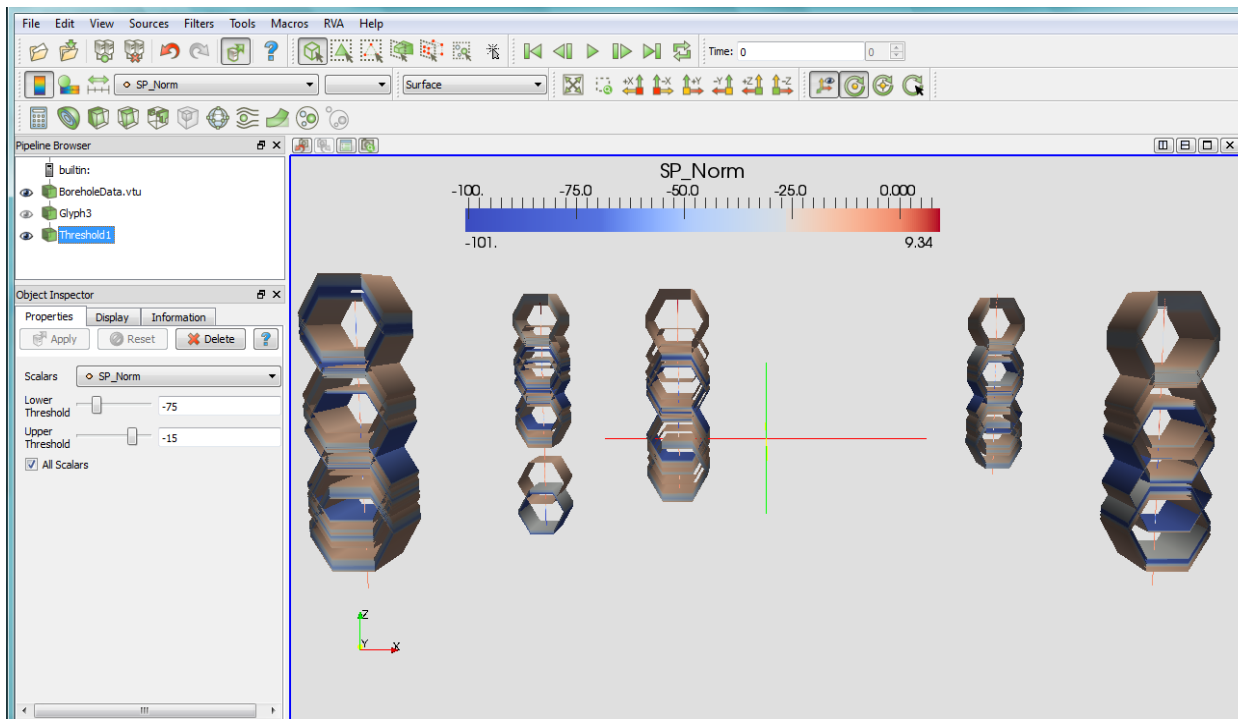 File Edit View Sources Filters Tools Macros RVA Help
Time: 0 0
SP_Norm Surface +X -X +Y -Y +Z -Z
Pipeline Browser
builtin:
BoreholeData.vtu
Glyph3
Threshold1
Object Inspector
Properties Display Information
Apply Reset Delete ?
Scalars SP_Norm
Lower Threshold -75
Upper Threshold -15
All Scalars
SP_Norm
-100. -75.0 -50.0 -25.0 0.000
-101. 9.34
Z
Y X